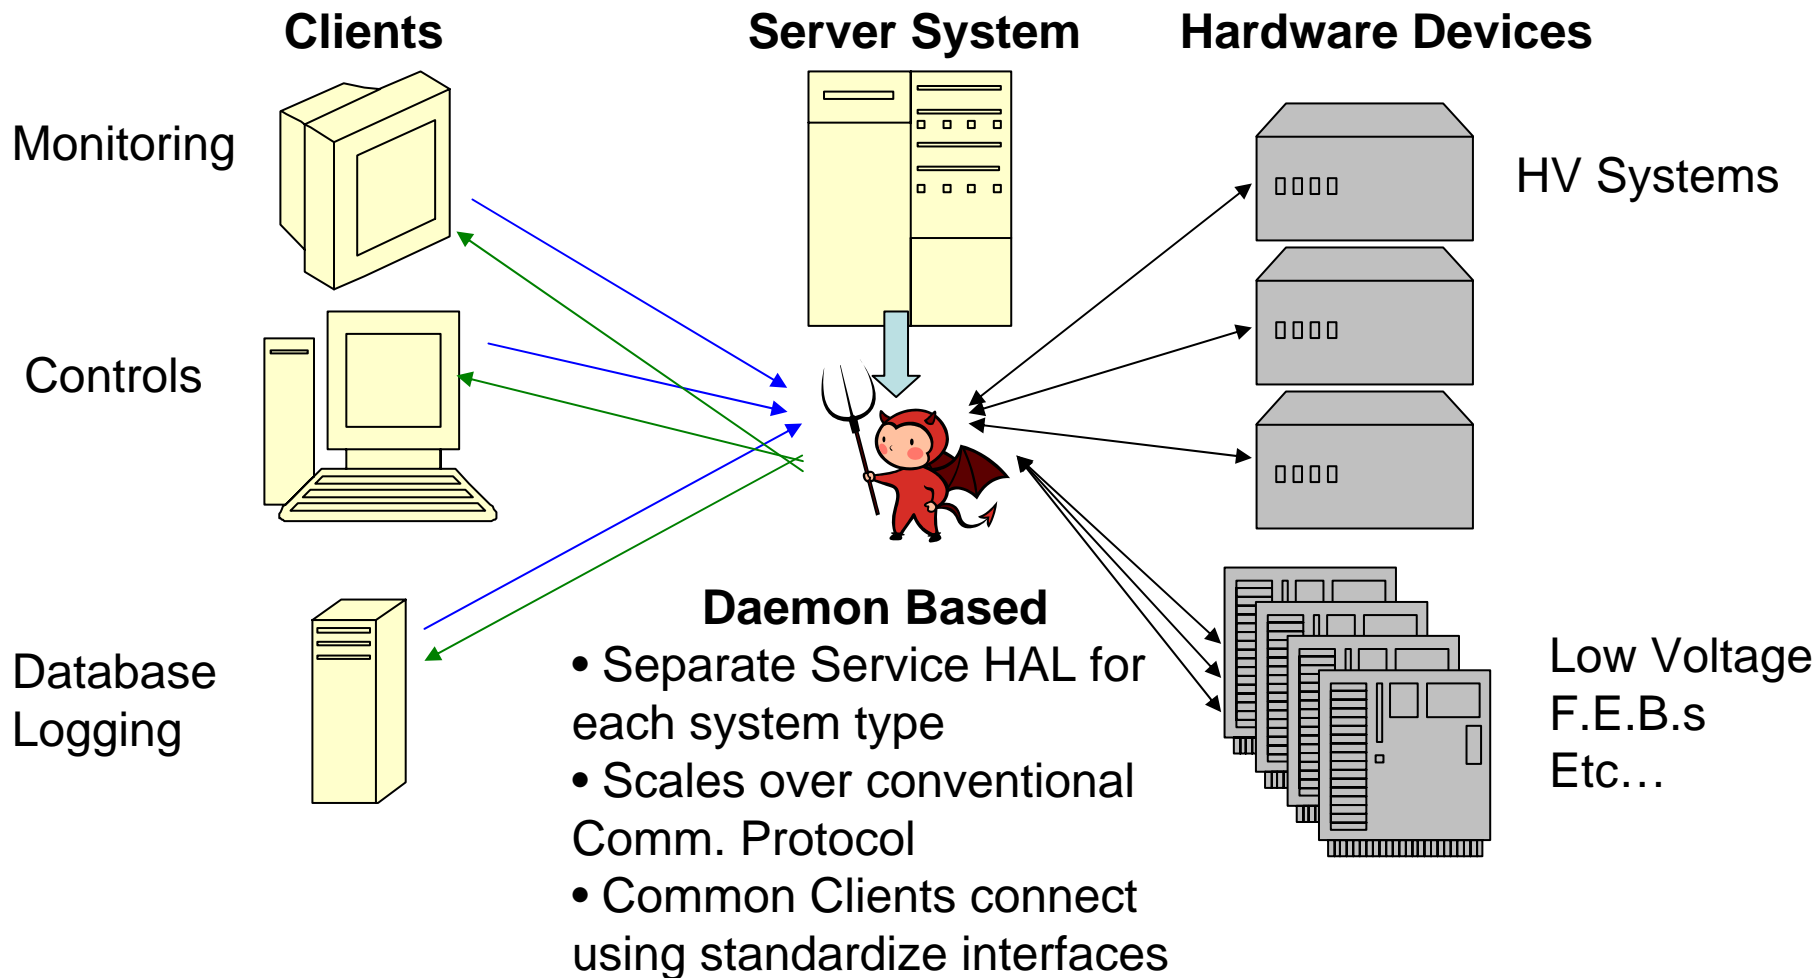 Clients
Server System
Hardware Devices
Monitoring
HV Systems
Controls
Database
Logging
Daemon Based
• Separate Service HAL for
each system type
• Scales over conventional
Comm. Protocol
• Common Clients connect
using standardize interfaces
Low Voltage
F.E.B.s
Etc…